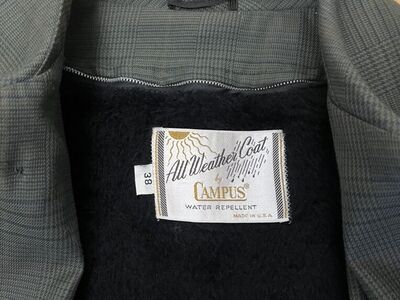 All Weather Coat
by
CAMPUS®
WATER REPELLENT
MADE IN U.S.A.
38